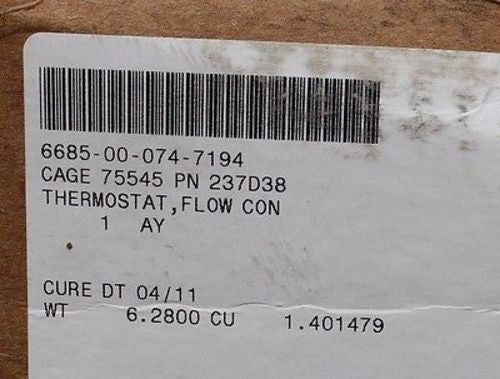 6685-00-074-7194
CAGE 75545 PN 237D38
THERMOSTAT,FLOW CON
1 AY
CURE DT 04/11
WT 6.2800 CU 1.401479